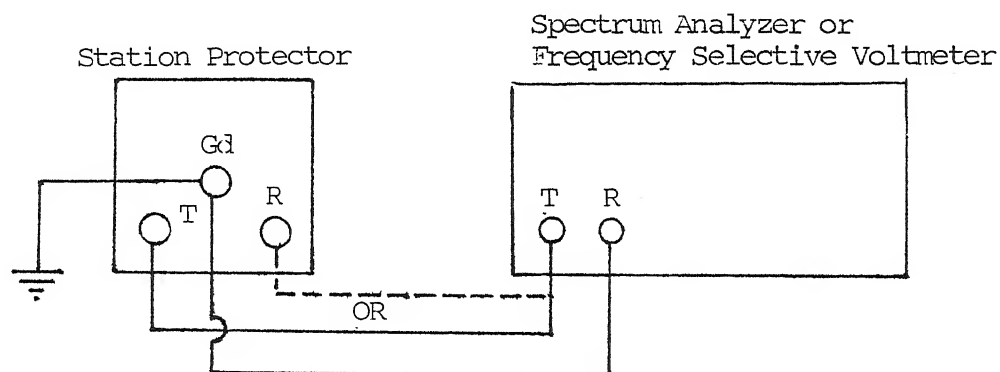 Spectrum Analyzer or
Frequency Selective Voltmeter
Station Protector
Gd
T
R
T
R
OR